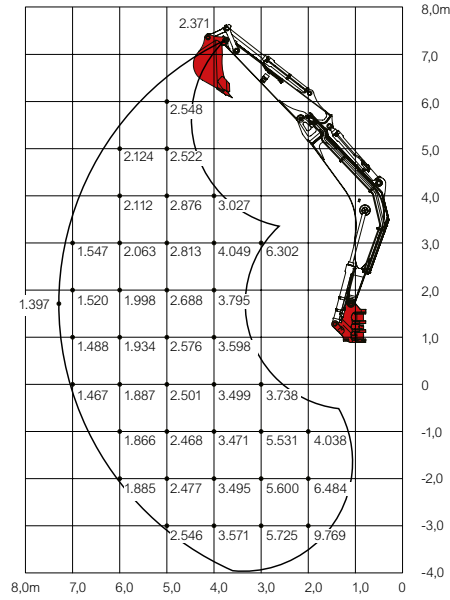 8,0m
2.371
7,0
6,0
2.548
5,0
2.124 2.522
4,0
2.112 2.876 3.027
3,0
1.547 2.063 2.813 4.049 6.302
2,0
1.397 1.520 1.998 2.688 3.795
1,0
1.488 1.934 2.576 3.598
0
1.467 1.887 2.501 3.499 3.738
-1,0
1.866 2.468 3.471 5.531 4.038
-2,0
1.885 2.477 3.495 5.600 6.484
-3,0
2.546 3.571 5.725 9.769
-4,0
8,0m 7,0 6,0 5,0 4,0 3,0 2,0 1,0 0